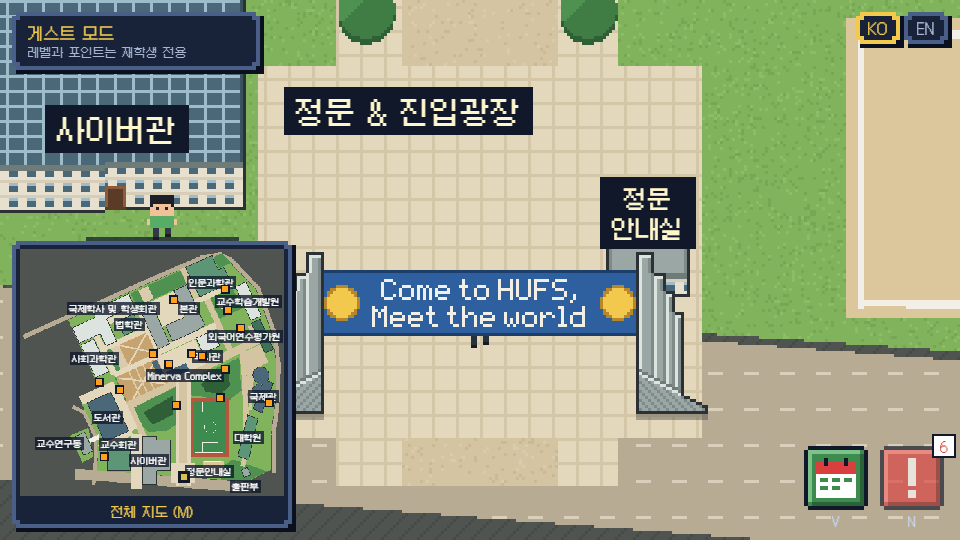 게스트 모드
레벨과 포인트는 재학생 전용
KO
EN
사이버관
정문 & 진입광장
정문
안내실
Come to HUFS,
Meet the world
인문과학관
국제학사 및 학생회관
본관
교수학습개발원
법학관
외국어연수평가원
사회과학관
Minerva Complex
국제관
도서관
대학원
교수연구동
교수회관
사이버관
정문안내실
출판부
전체 지도 (M)
6
V
N